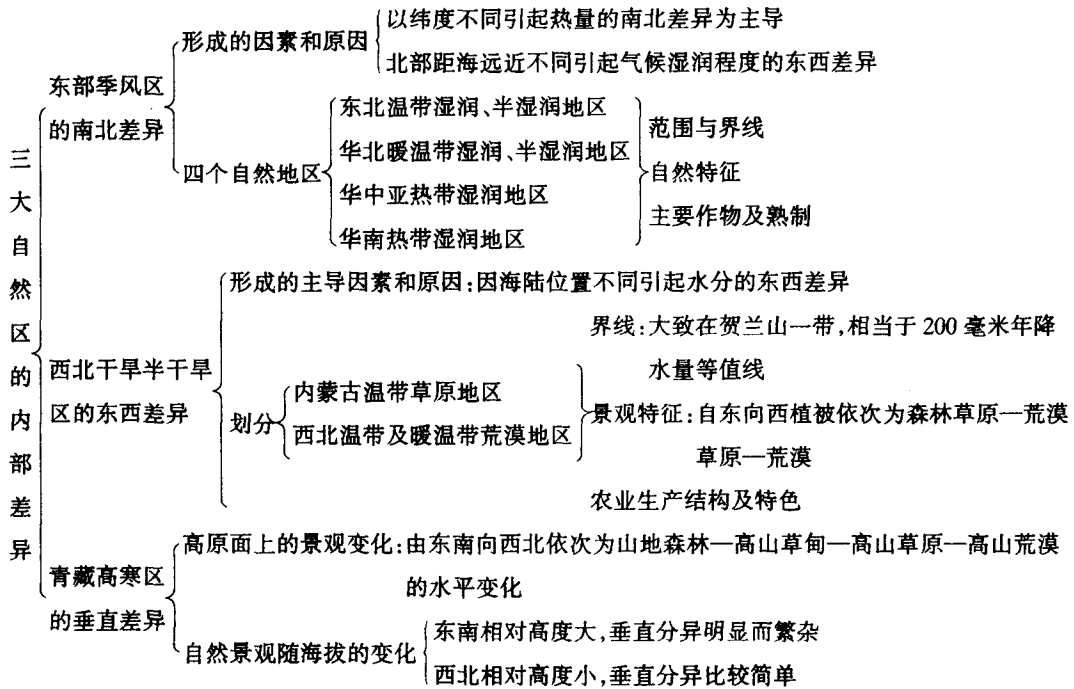 三大自然区的内部差异
东部季风区
的南北差异
形成的因素和原因
以纬度不同引起热量的南北差异为主导
北部距海远近不同引起气候湿润程度的东西差异
四个自然地区
东北温带湿润、半湿润地区
华北暖温带湿润、半湿润地区
华中亚热带湿润地区
华南热带湿润地区
范围与界线
自然特征
主要作物及熟制
西北干旱半干旱
区的东西差异
形成的主导因素和原因:因海陆位置不同引起水分的东西差异
划分
内蒙古温带草原地区
西北温带及暖温带荒漠地区
界线:大致在贺兰山一带,相当于200毫米年降
水量等值线
景观特征:自东向西植被依次为森林草原—荒漠
草原—荒漠
农业生产结构及特色
青藏高寒区
的垂直差异
高原面上的景观变化:由东南向西北依次为山地森林—高山草甸—高山草原—高山荒漠
的水平变化
自然景观随海拔的变化
东南相对高度大,垂直分异明显而繁杂
西北相对高度小,垂直分异比较简单